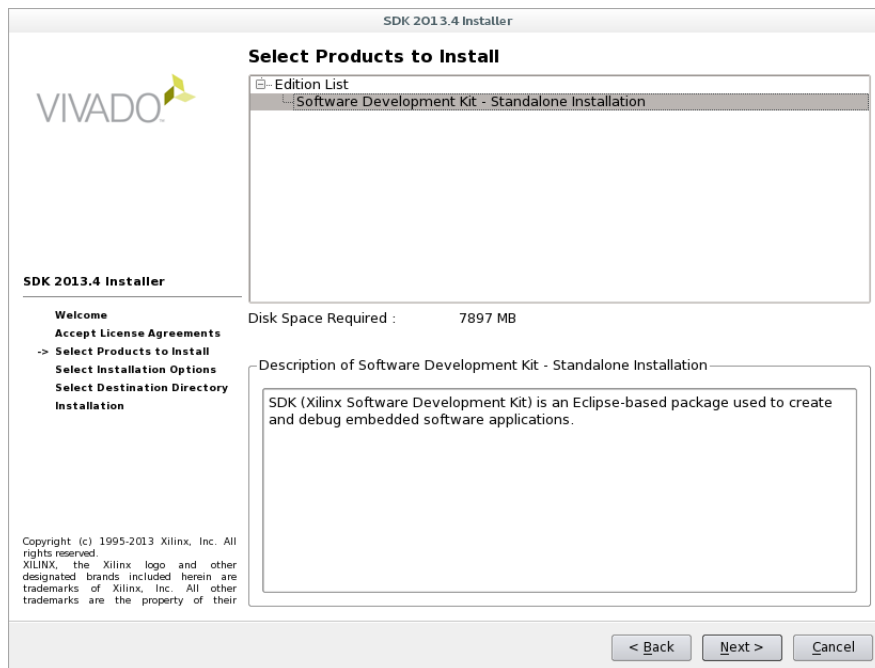 SDK 2013.4 Installer
Select Products to Install
VIVADO
Edition List
Software Development Kit - Standalone Installation
SDK 2013.4 Installer
Welcome
Accept License Agreements
-> Select Products to Install
Select Installation Options
Select Destination Directory
Installation
Disk Space Required : 7897 MB
Description of Software Development Kit - Standalone Installation
SDK (Xilinx Software Development Kit) is an Eclipse-based package used to create
and debug embedded software applications.
Copyright (c) 1995-2013 Xilinx, Inc. All
rights reserved.
XILINX, the Xilinx logo and other
designated brands included herein are
trademarks of Xilinx, Inc. All other
trademarks are the property of their
< Back
Next >
Cancel